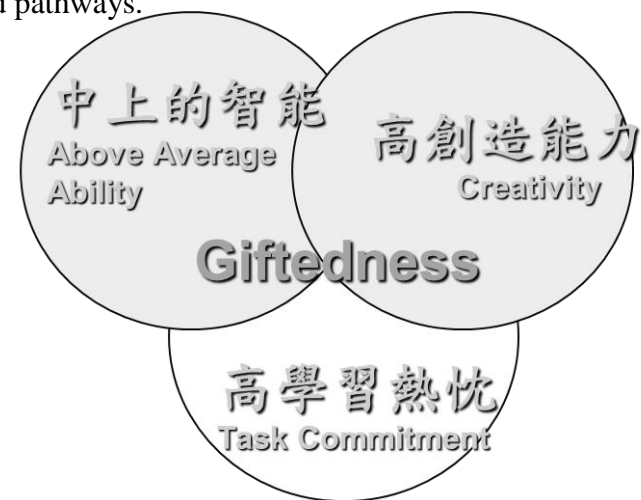 d pathways.
中上的智能
Above Average
Ability
高創造能力
Creativity
Giftedness
高學習熱忱
Task Commitment